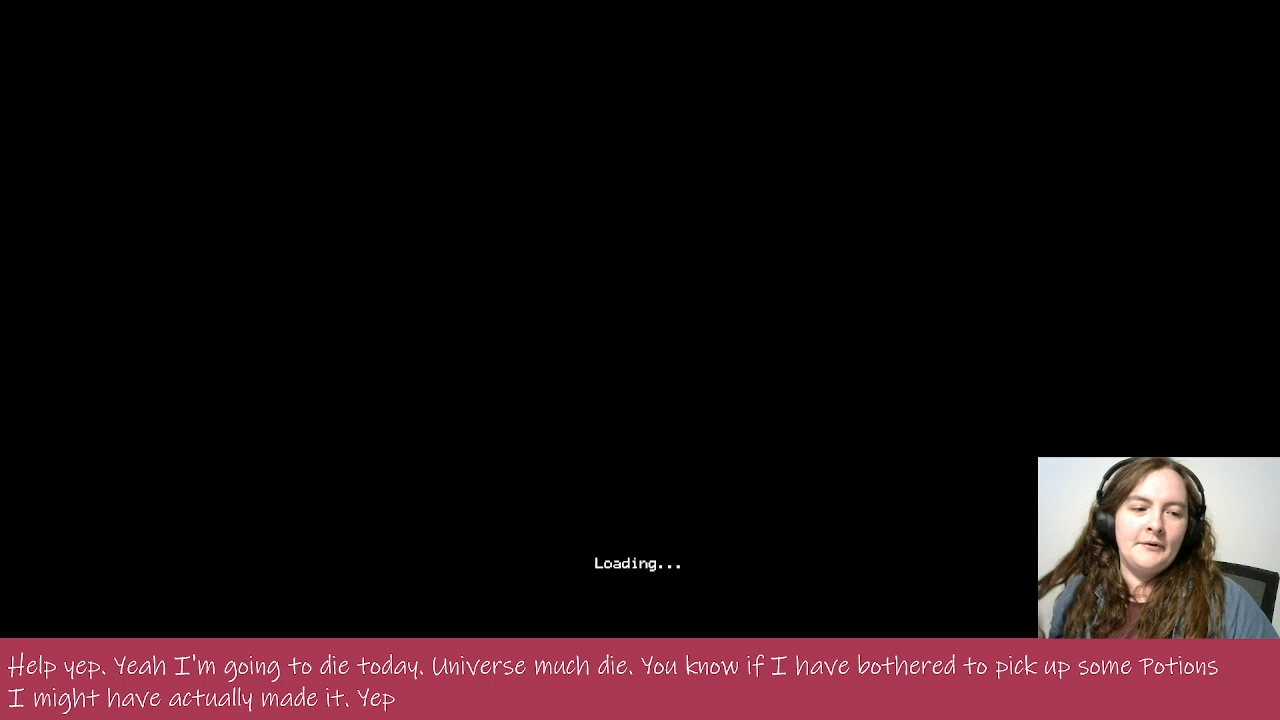 Loading...
Help yep. Yeah I'm going to die today. Universe much die. You know if I have bothered to pick up some Potions
I might have actually made it. Yep